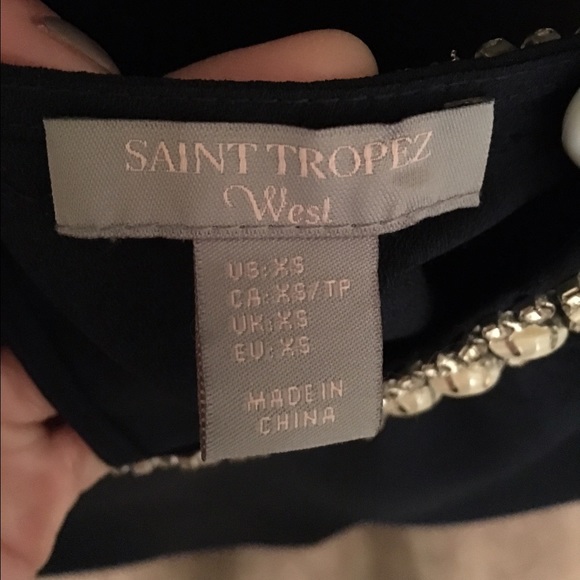 SAINT TROPEZ
West
US: XS
CA: XS/TP
UK: XS
EU: XS
MADE IN
CHINA